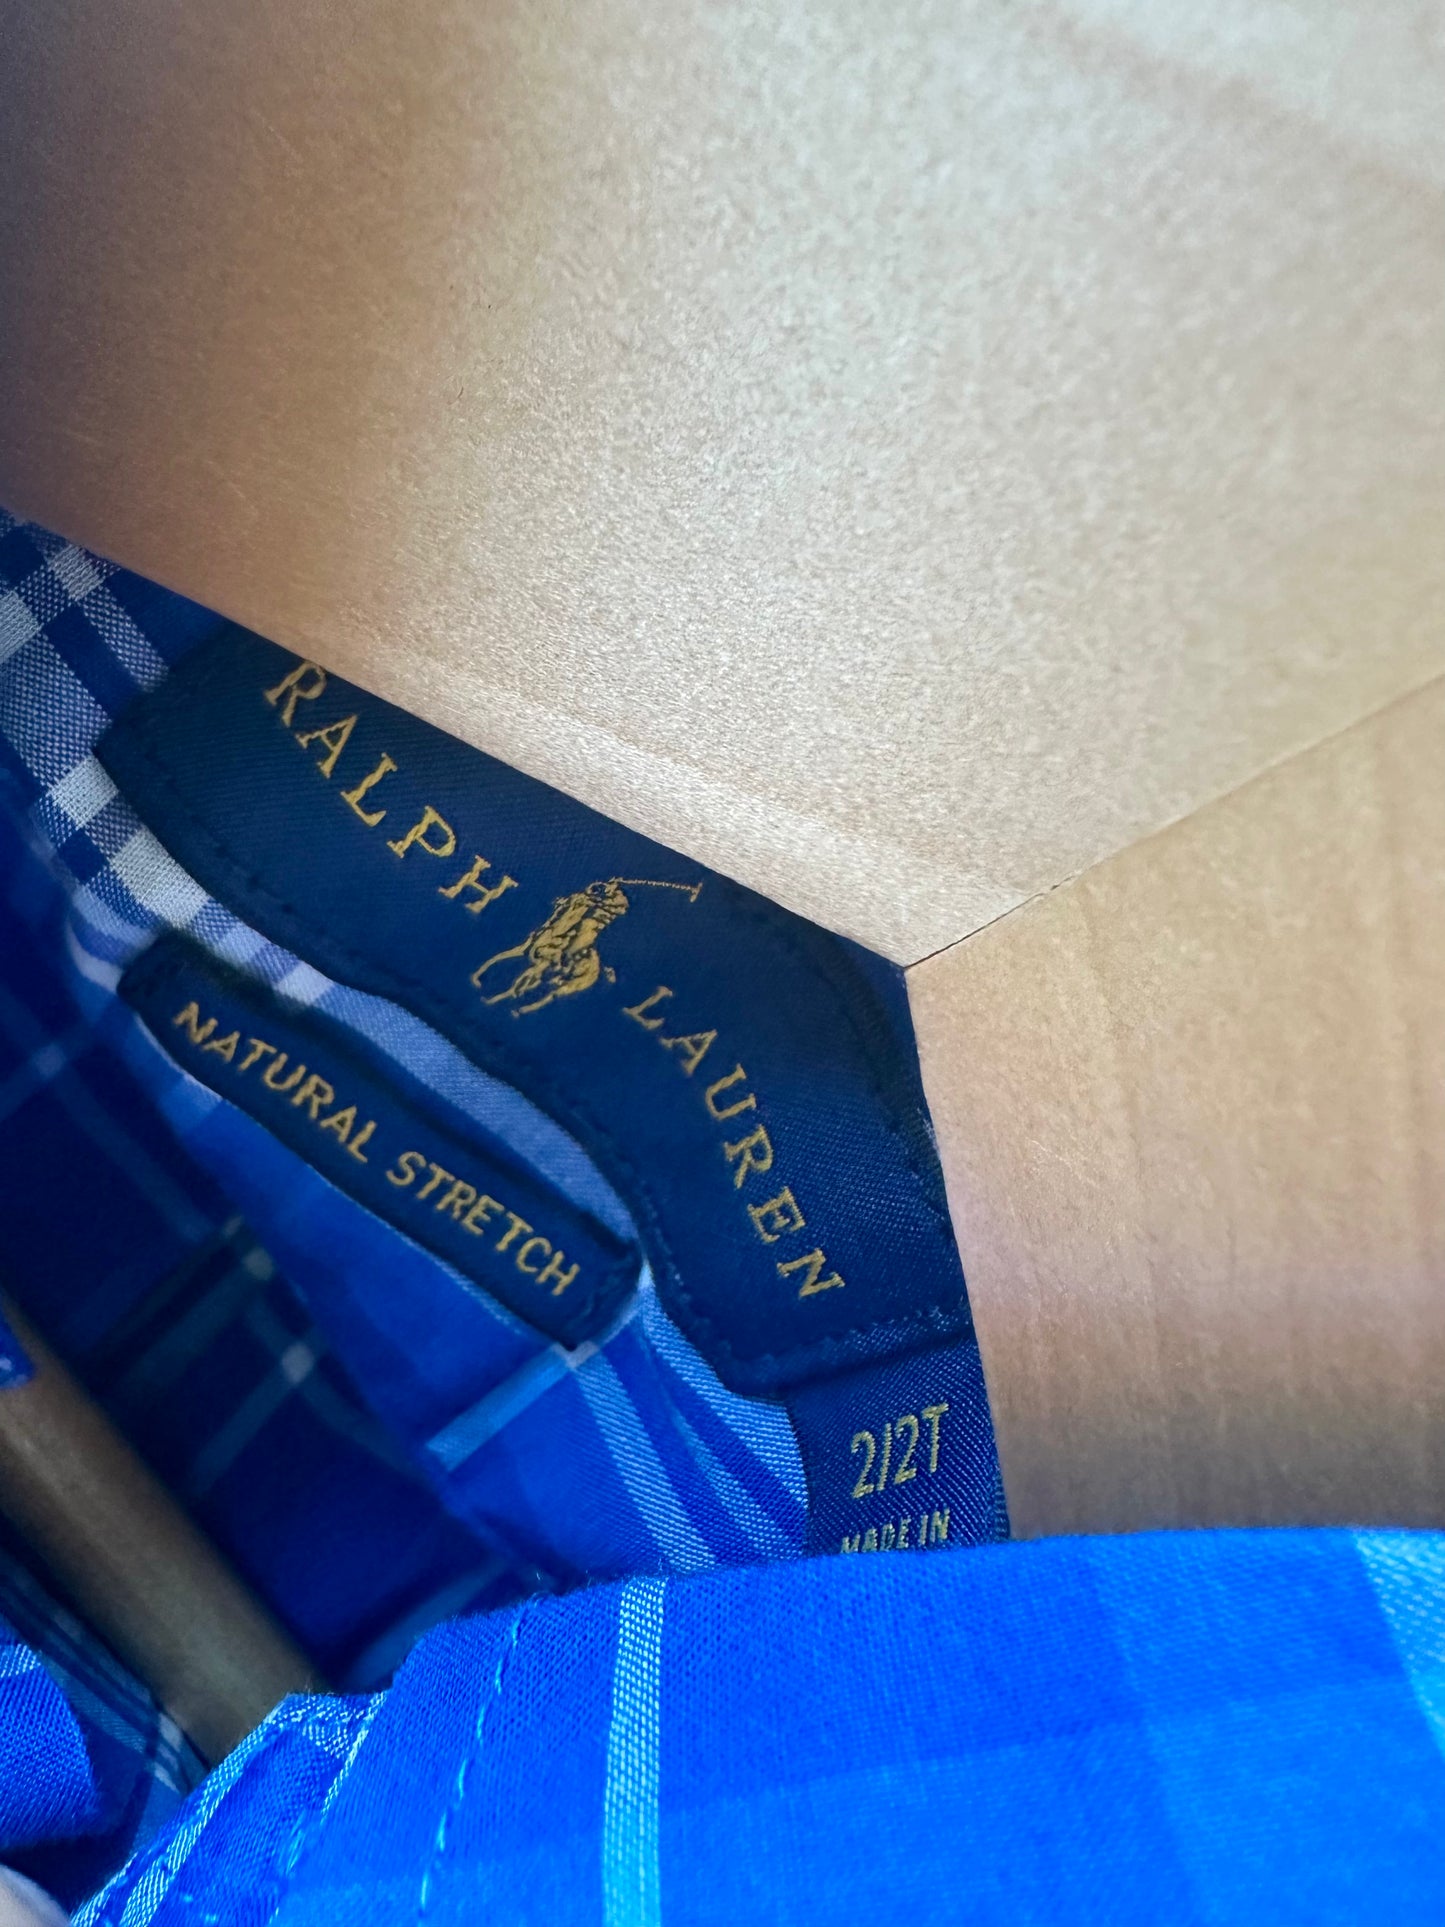 RALPH LAUREN
NATURAL STRETCH
2/2T
MADE IN